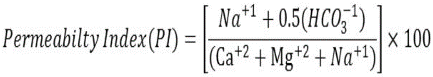 Permeabilty Index(PI) = [ Na⁺¹ + 0.5(HCO₃⁻¹) / (Ca⁺² + Mg⁺² + Na⁺¹) ] × 100